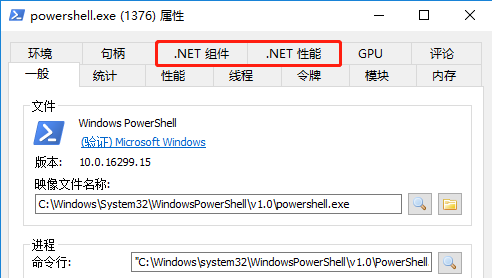 powershell.exe (1376) 属性
环境 句柄 .NET 组件 .NET 性能 GPU 评论
一般 统计 性能 线程 令牌 模块 内存
文件
Windows PowerShell
(验证) Microsoft Windows
版本: 10.0.16299.15
映像文件名称:
C:\Windows\System32\WindowsPowerShell\v1.0\powershell.exe
进程
命令行: "C:\Windows\system32\WindowsPowerShell\v1.0\PowerShell.